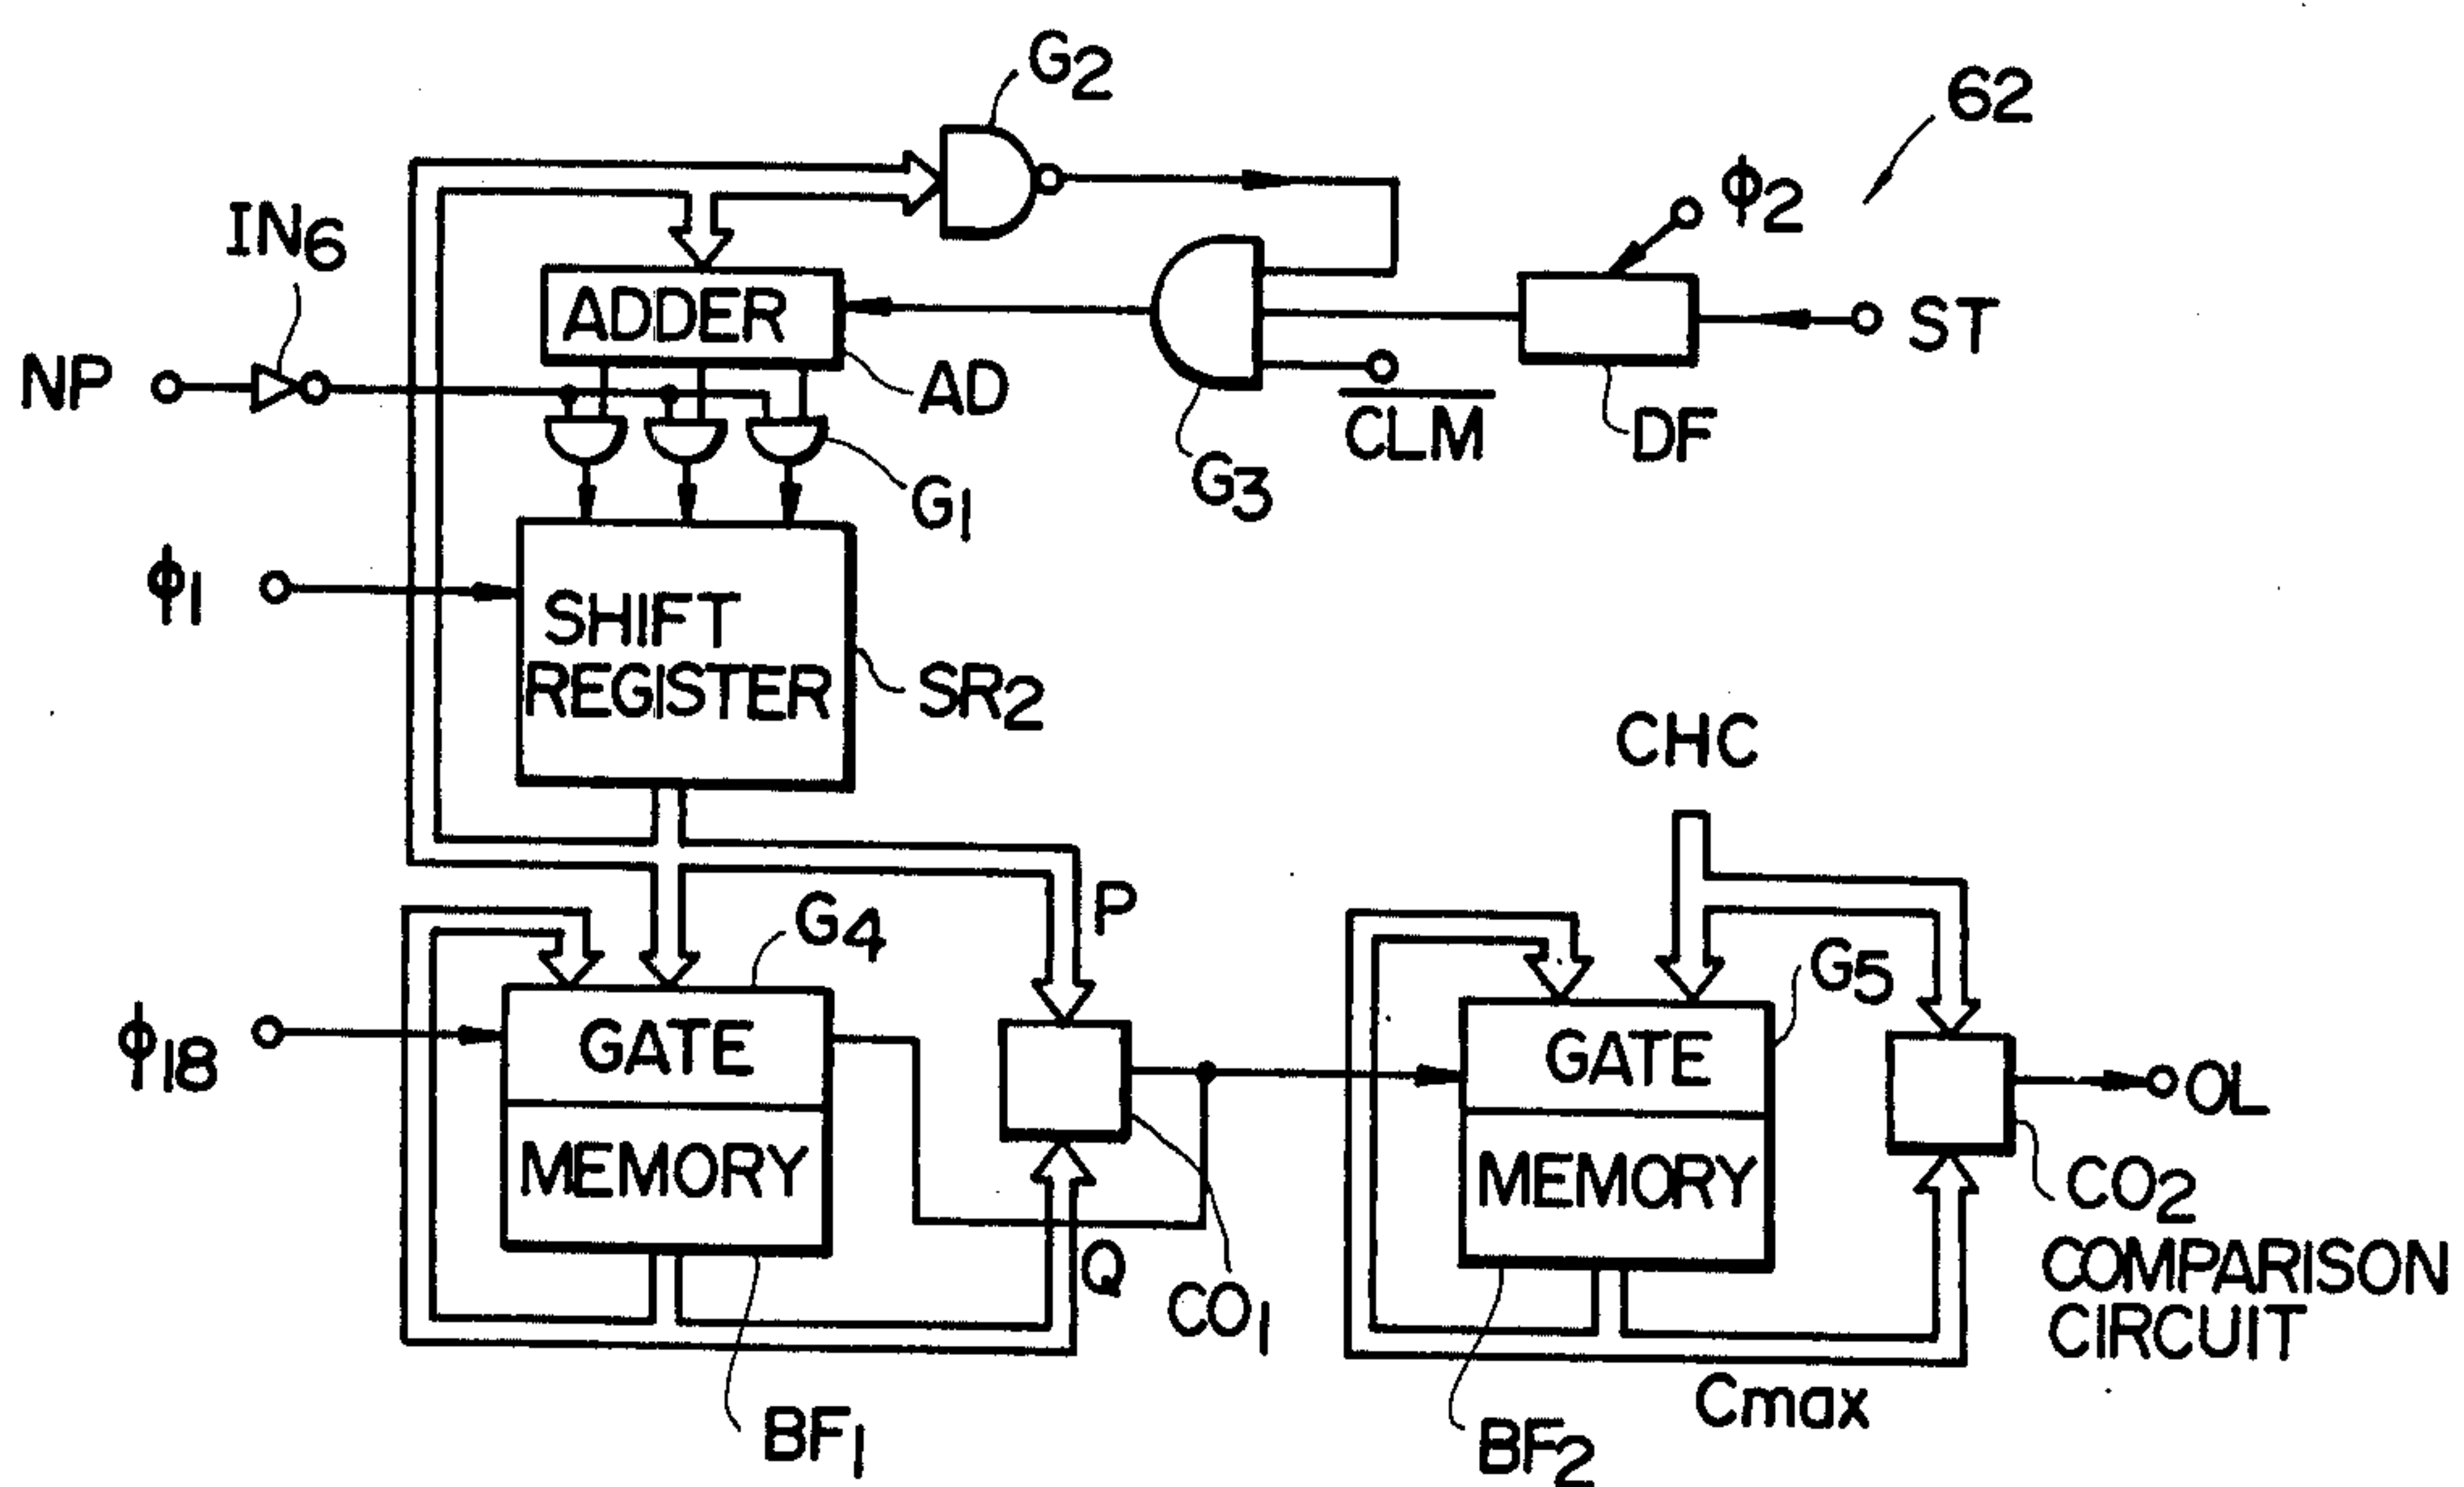 G2
62
φ2
IN6
ADDER
ST
NP
AD
CLM
DF
G1
G3
φ1
SHIFT
REGISTER
SR2
CHC
P
G4
G5
φ18
GATE
GATE
OL
MEMORY
MEMORY
CO2
COMPARISON
CIRCUIT
Q
CO1
Cmax
BF1
BF2